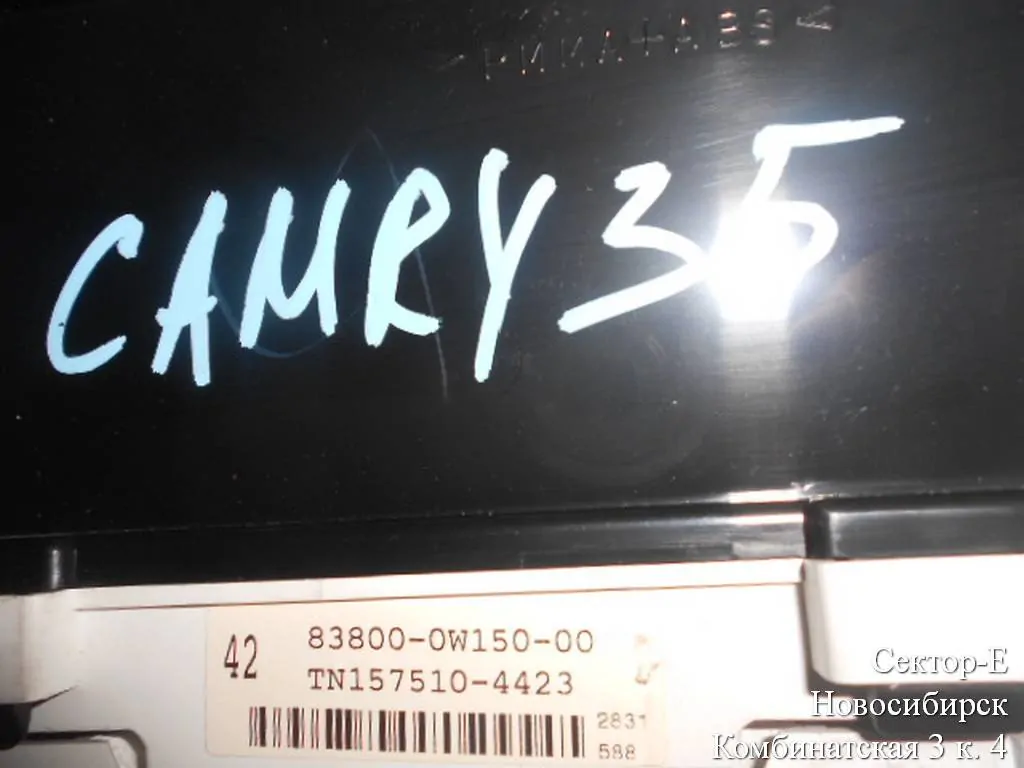 CAMRY 35
42
83800-0W150-00
TN157510-4423
2831
588
Сектор-Е
Новосибирск
Комбинатская 3 к. 4